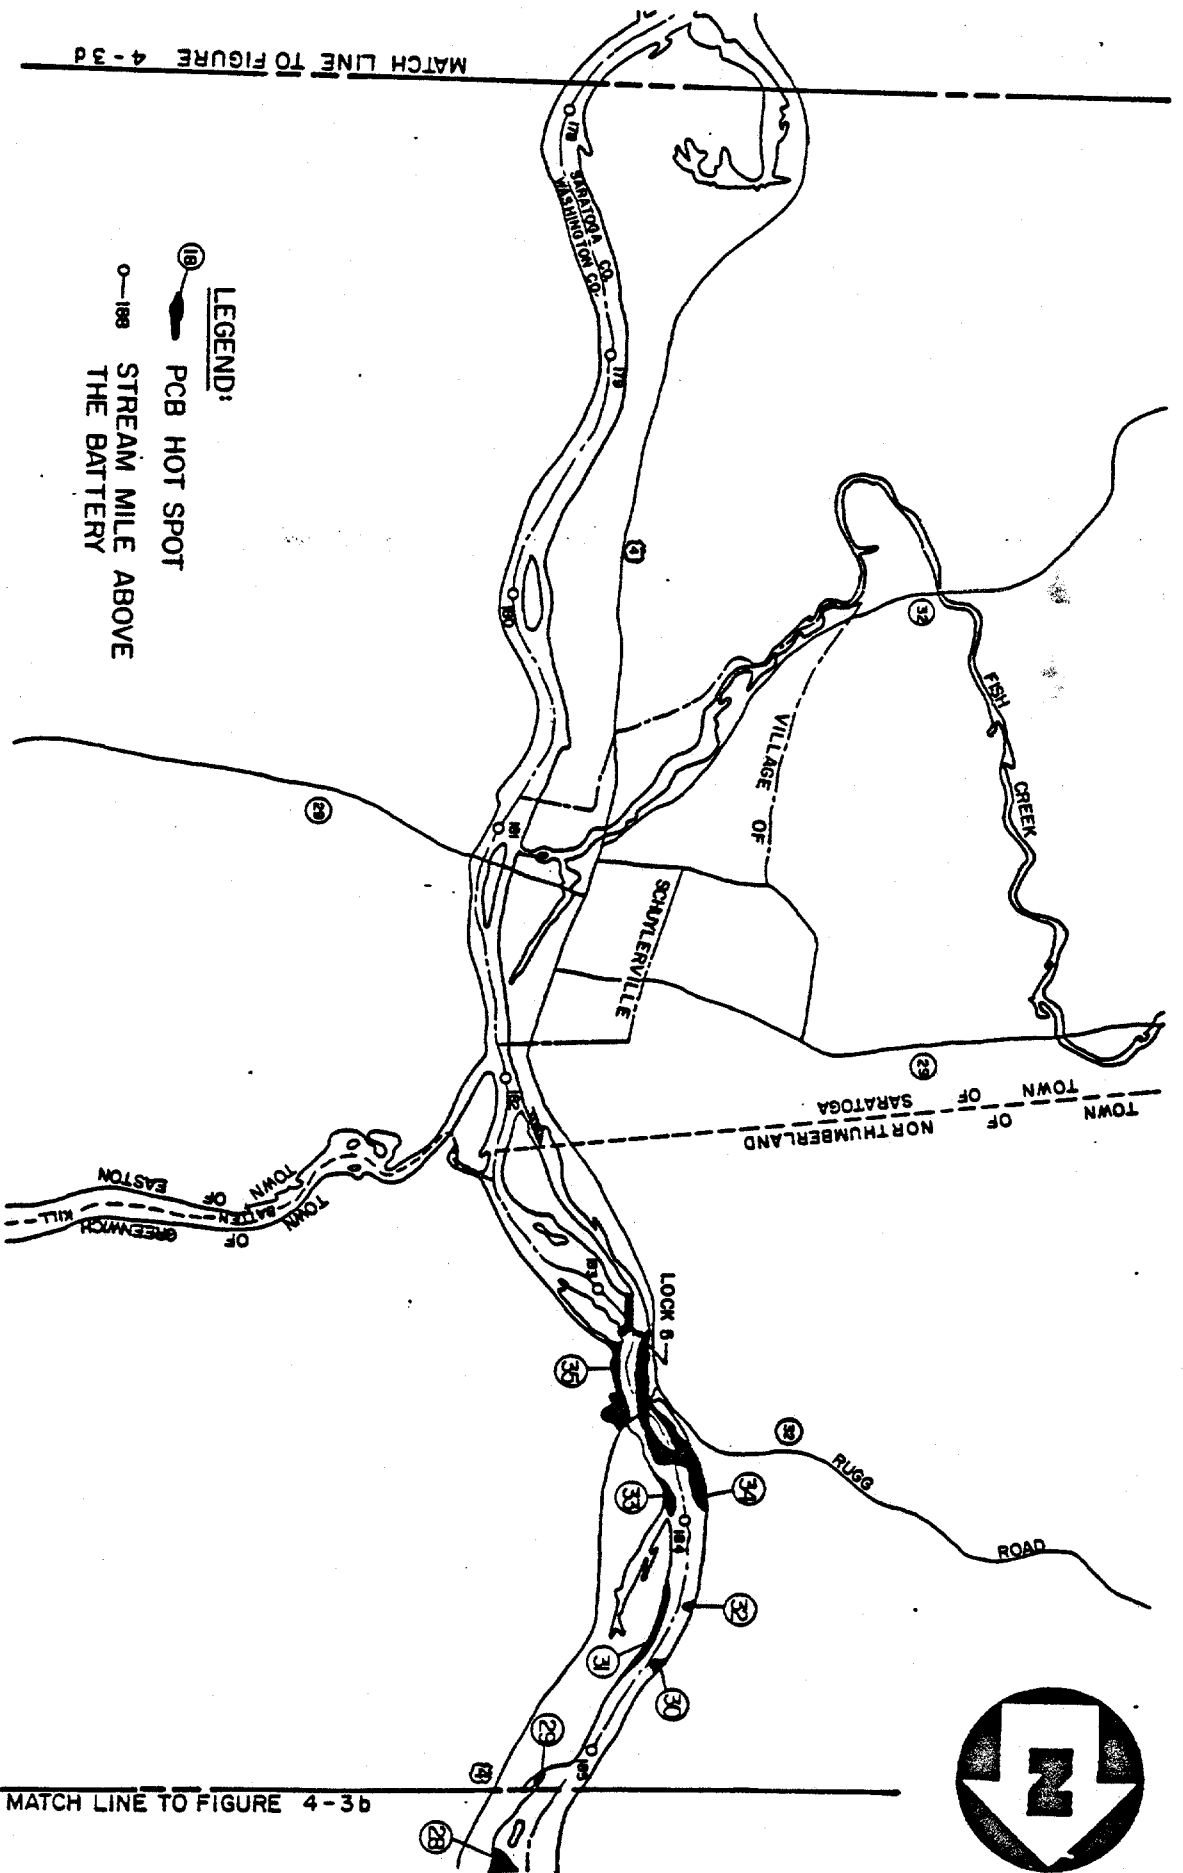 MATCH LINE TO FIGURE 4-3d
178
SARATOGA CO.
WASHINGTON CO.
179
4
180
LEGEND:
181 PCB HOT SPOT
188 STREAM MILE ABOVE
THE BATTERY
32
FISH
CREEK
VILLAGE OF
SCHUYLERVILLE
181
29
29
TOWN OF SARATOGA
TOWN OF NORTHUMBERLAND
182
TOWN OF EASTON
BATTEN KILL
TOWN OF GREENWICH
183
LOCK 5
35
32
RUGG
ROAD
34
33
184
32
31
30
29
185
4
MATCH LINE TO FIGURE 4-3b
28
N